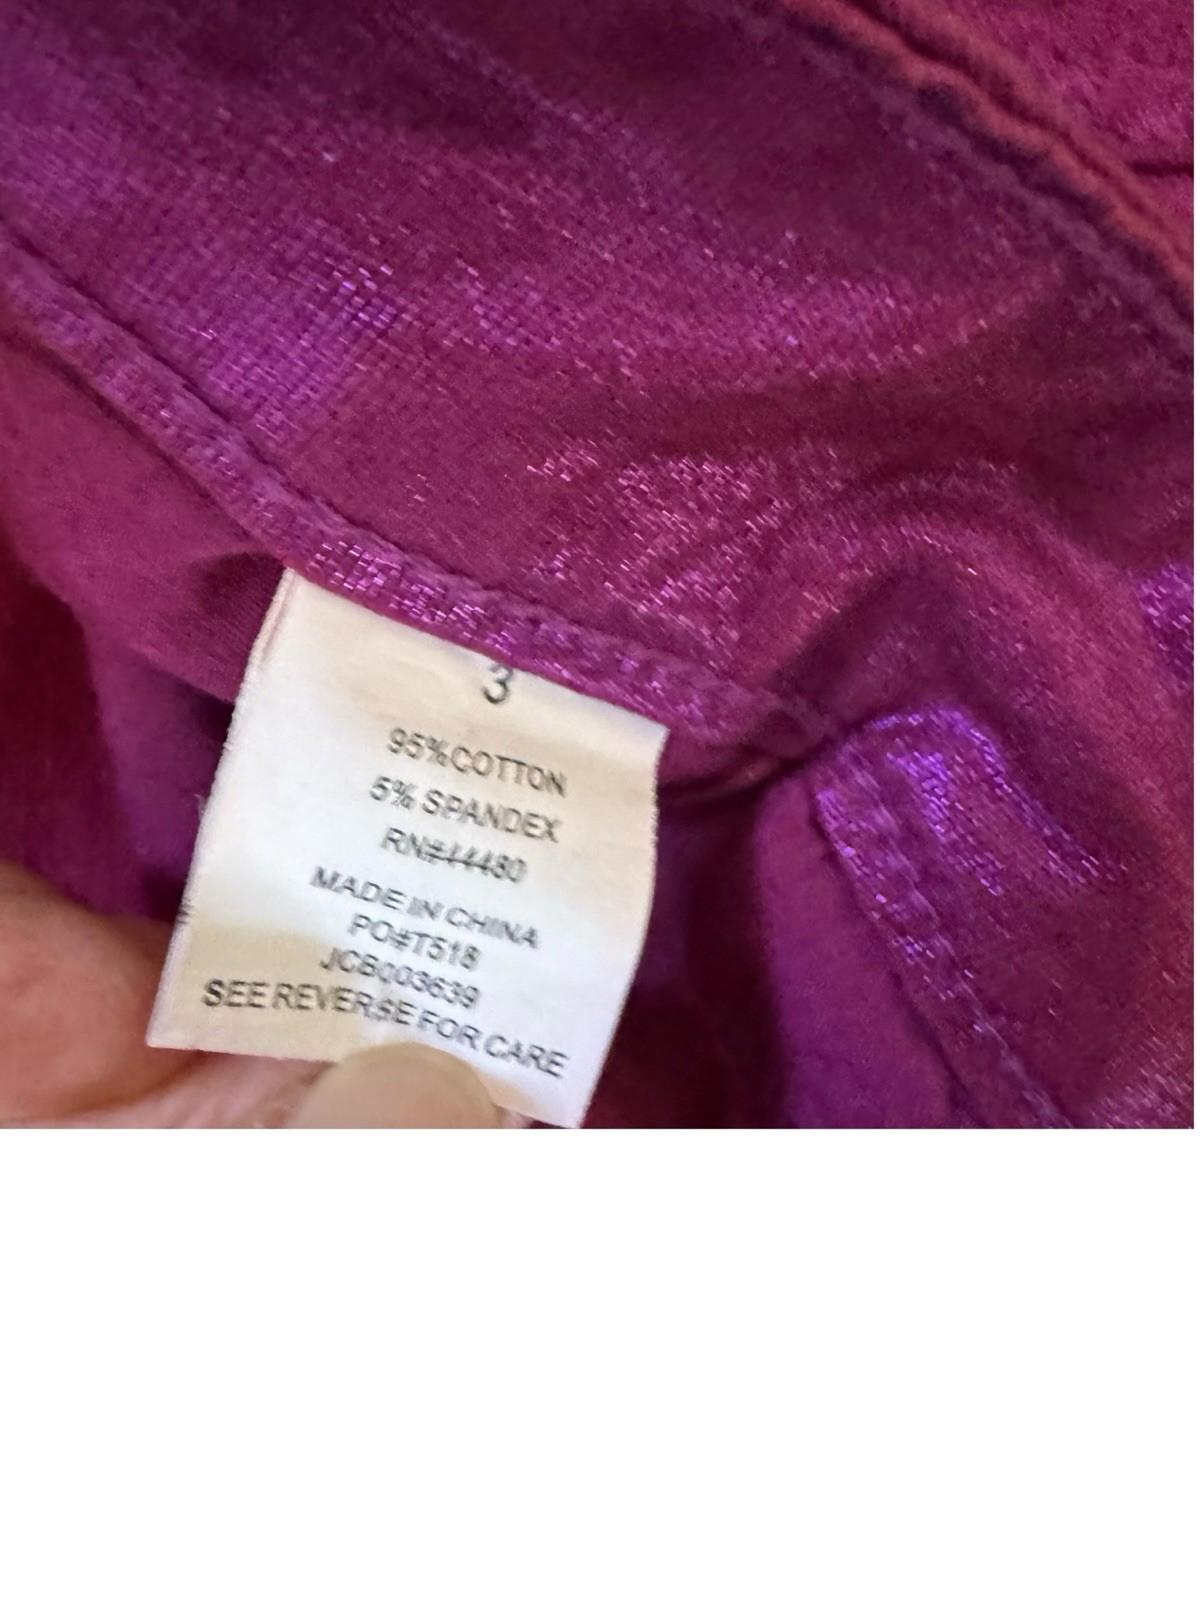 3
95%COTTON
5% SPANDEX
RN#44480
MADE IN CHINA
PO#T518
JCB003639
SEE REVERSE FOR CARE